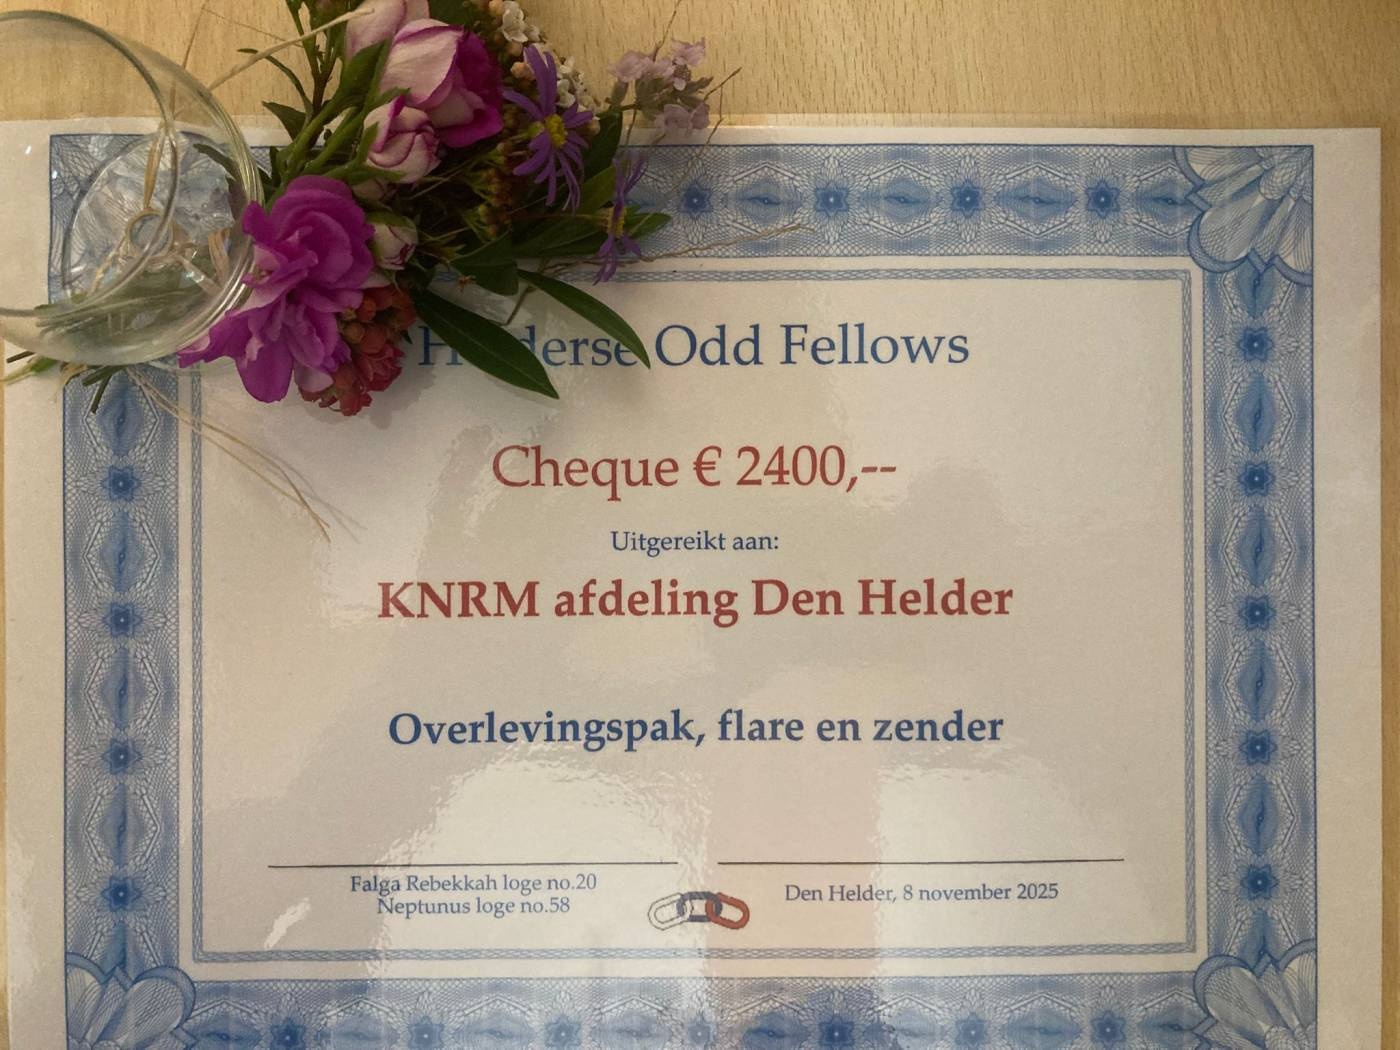 Helderse Odd Fellows
Cheque € 2400,--
Uitgereikt aan:
KNRM afdeling Den Helder
Overlevingspak, flare en zender
Falga Rebekkah loge no.20
Neptunus loge no.58
Den Helder, 8 november 2025